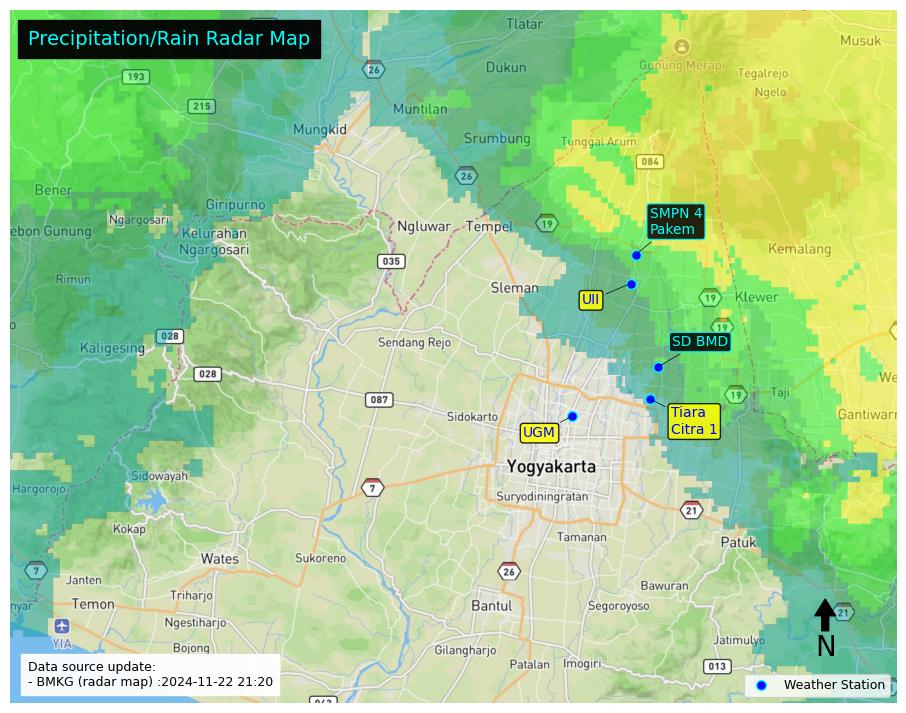 Precipitation/Rain Radar Map
Tlatar
Musuk
26
Dukun
Gunung Merapi
193
Tegalrejo
Ngelo
215
Muntilan
Mungkid
Srumbung
Tunggal Arum
084
26
Bener
Giripurno
Ngargosari
SMPN 4
Pakem
Ngluwar
Tempel
19
ebon Gunung
Kelurahan
Ngargosari
Kemalang
035
Rimun
Sleman
UII
19
Klewer
19
028
Sendang Rejo
SD BMD
Kaligesing
028
We
087
19
Taji
Sidokarto
UGM
Tiara
Citra 1
Gantiwarr
Yogyakarta
Sidowayah
Hargorojo
7
Suryodiningratan
21
Kokap
Tamanan
Patuk
Wates
Sukoreno
7
26
Janten
Bawuran
Triharjo
nyar
Temon
Bantul
Segoroyoso
21
Ngestiharjo
N
YIA
Bojong
Gilangharjo
Jatimulyo
Patalan
Imogiri
013
Data source update:
- BMKG (radar map) :2024-11-22 21:20
Weather Station